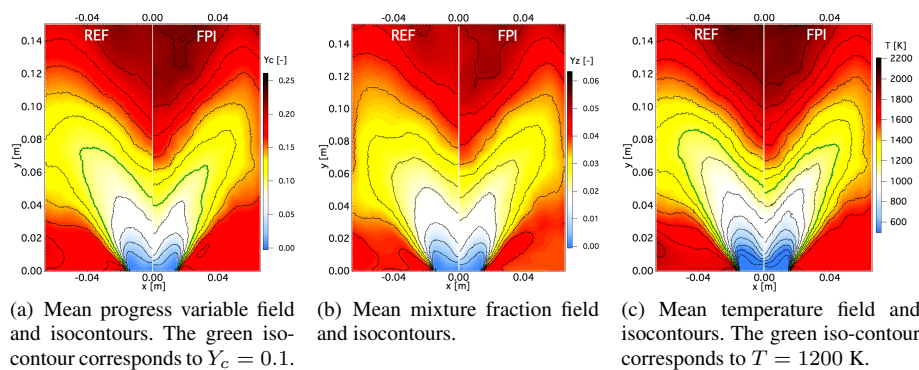 -0.04 0.00 0.04
-0.04 0.00 0.04
-0.04 0.00 0.04
REF FPI
REF FPI
REF FPI
Yc [-]
0.25
0.20
0.15
0.10
0.05
0.00
Yz [-]
0.06
0.05
0.04
0.03
0.02
0.01
0.00
T [K]
2200
2000
1800
1600
1400
1200
1000
800
600
y [m]
0.14
0.12
0.10
0.08
0.06
0.04
0.02
0.00
y [m]
0.14
0.12
0.10
0.08
0.06
0.04
0.02
0.00
y [m]
0.14
0.12
0.10
0.08
0.06
0.04
0.02
0.00
-0.04 0.00 0.04
x [m]
-0.04 0.00 0.04
x [m]
-0.04 0.00 0.04
x [m]
(a) Mean progress variable field
and isocontours. The green iso-
contour corresponds to Yc = 0.1.
(b) Mean mixture fraction field
and isocontours.
(c) Mean temperature field and
isocontours. The green iso-contour
corresponds to T = 1200 K.